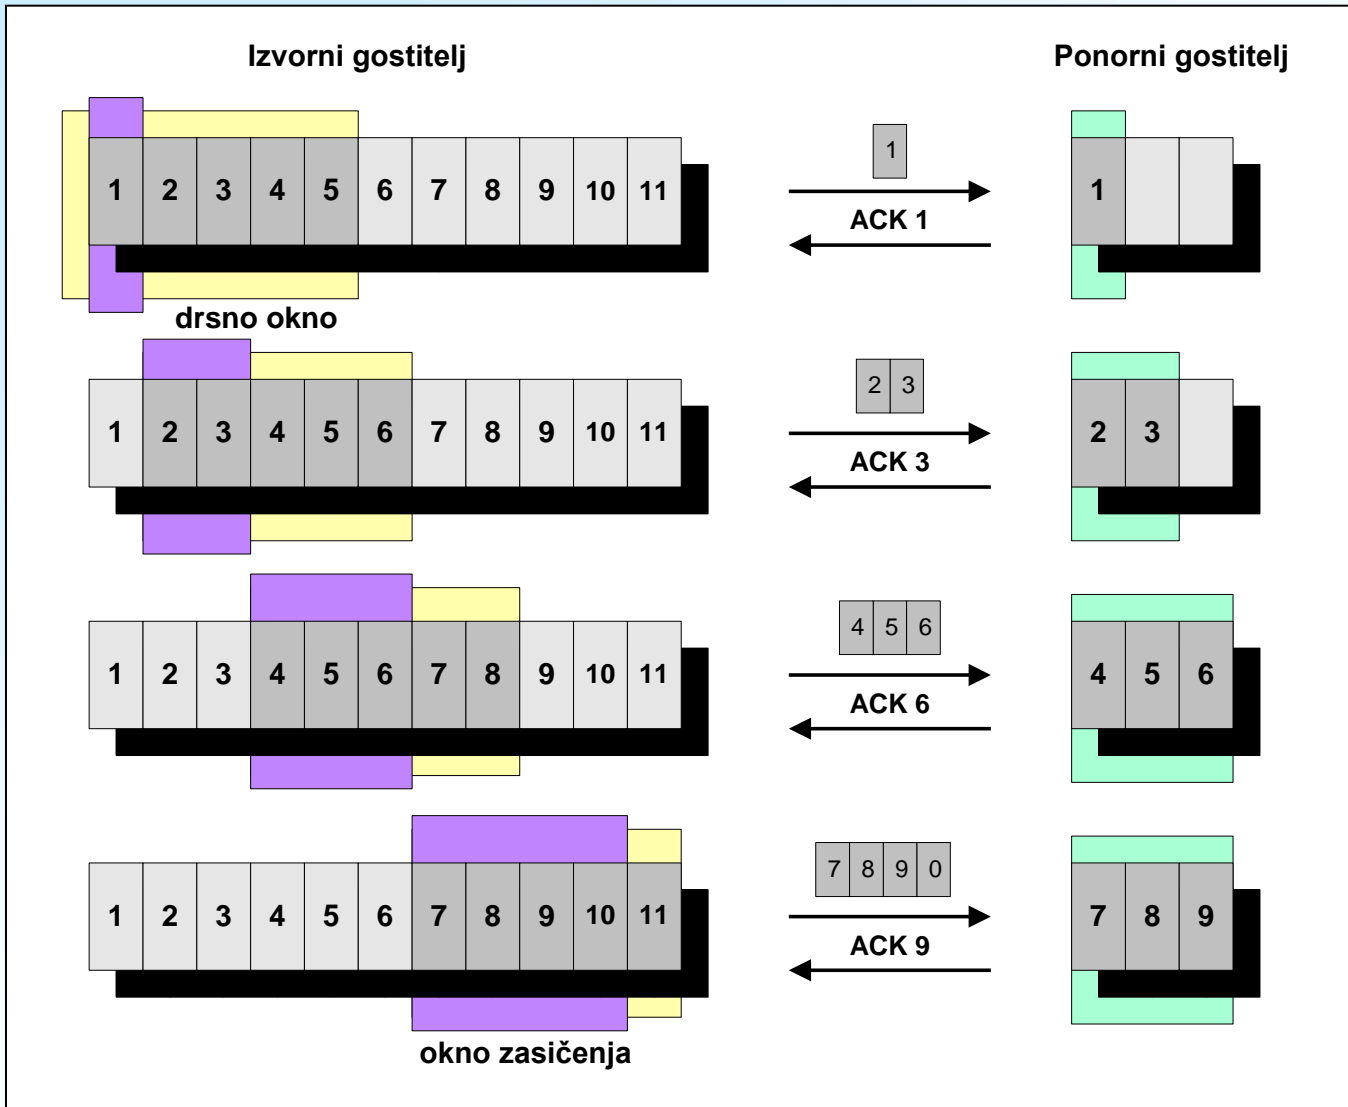 Izvorni gostitelj Ponorni gostitelj
1
1 2 3 4 5 6 7 8 9 10 11 1
ACK 1
drsno okno
2 3
1 2 3 4 5 6 7 8 9 10 11 2 3
ACK 3
4 5 6
1 2 3 4 5 6 7 8 9 10 11 4 5 6
ACK 6
7 8 9 0
1 2 3 4 5 6 7 8 9 10 11 7 8 9
ACK 9
okno zasičenja